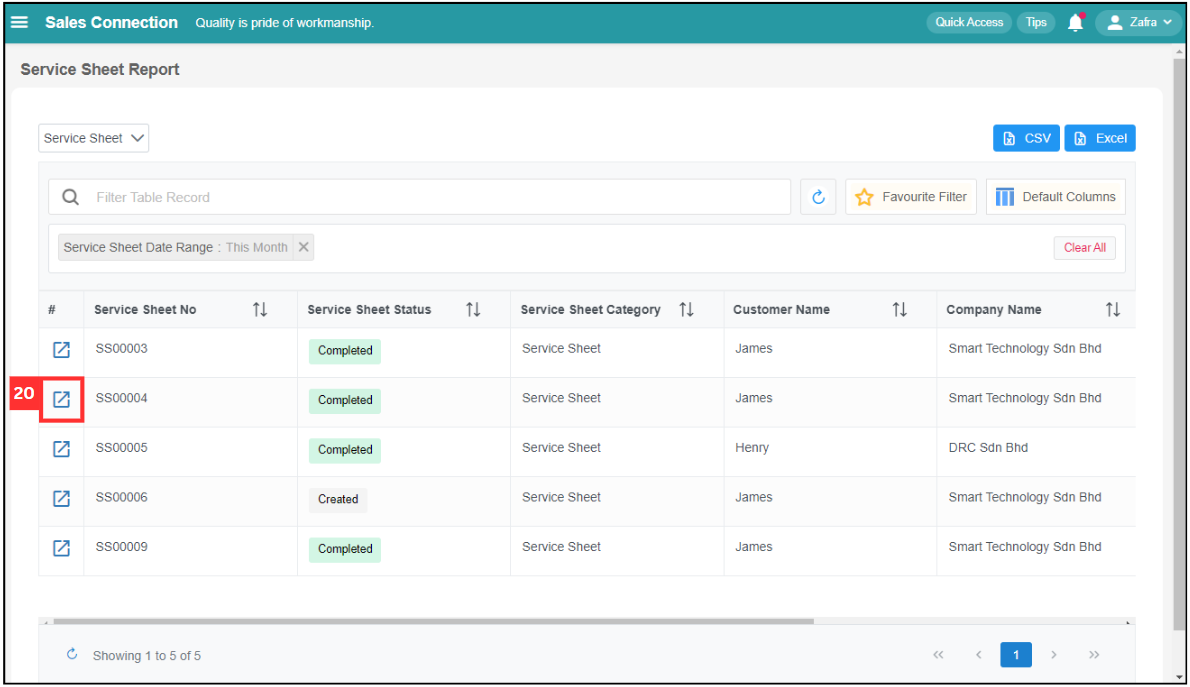 Sales Connection Quality is pride of workmanship. Quick Access Tips Zafra
Service Sheet Report
Service Sheet CSV Excel
Filter Table Record Favourite Filter Default Columns
Service Sheet Date Range : This Month Clear All
# Service Sheet No Service Sheet Status Service Sheet Category Customer Name Company Name
SS00003 Completed Service Sheet James Smart Technology Sdn Bhd
20 SS00004 Completed Service Sheet James Smart Technology Sdn Bhd
SS00005 Completed Service Sheet Henry DRC Sdn Bhd
SS00006 Created Service Sheet James Smart Technology Sdn Bhd
SS00009 Completed Service Sheet James Smart Technology Sdn Bhd
Showing 1 to 5 of 5 « ‹ 1 › »